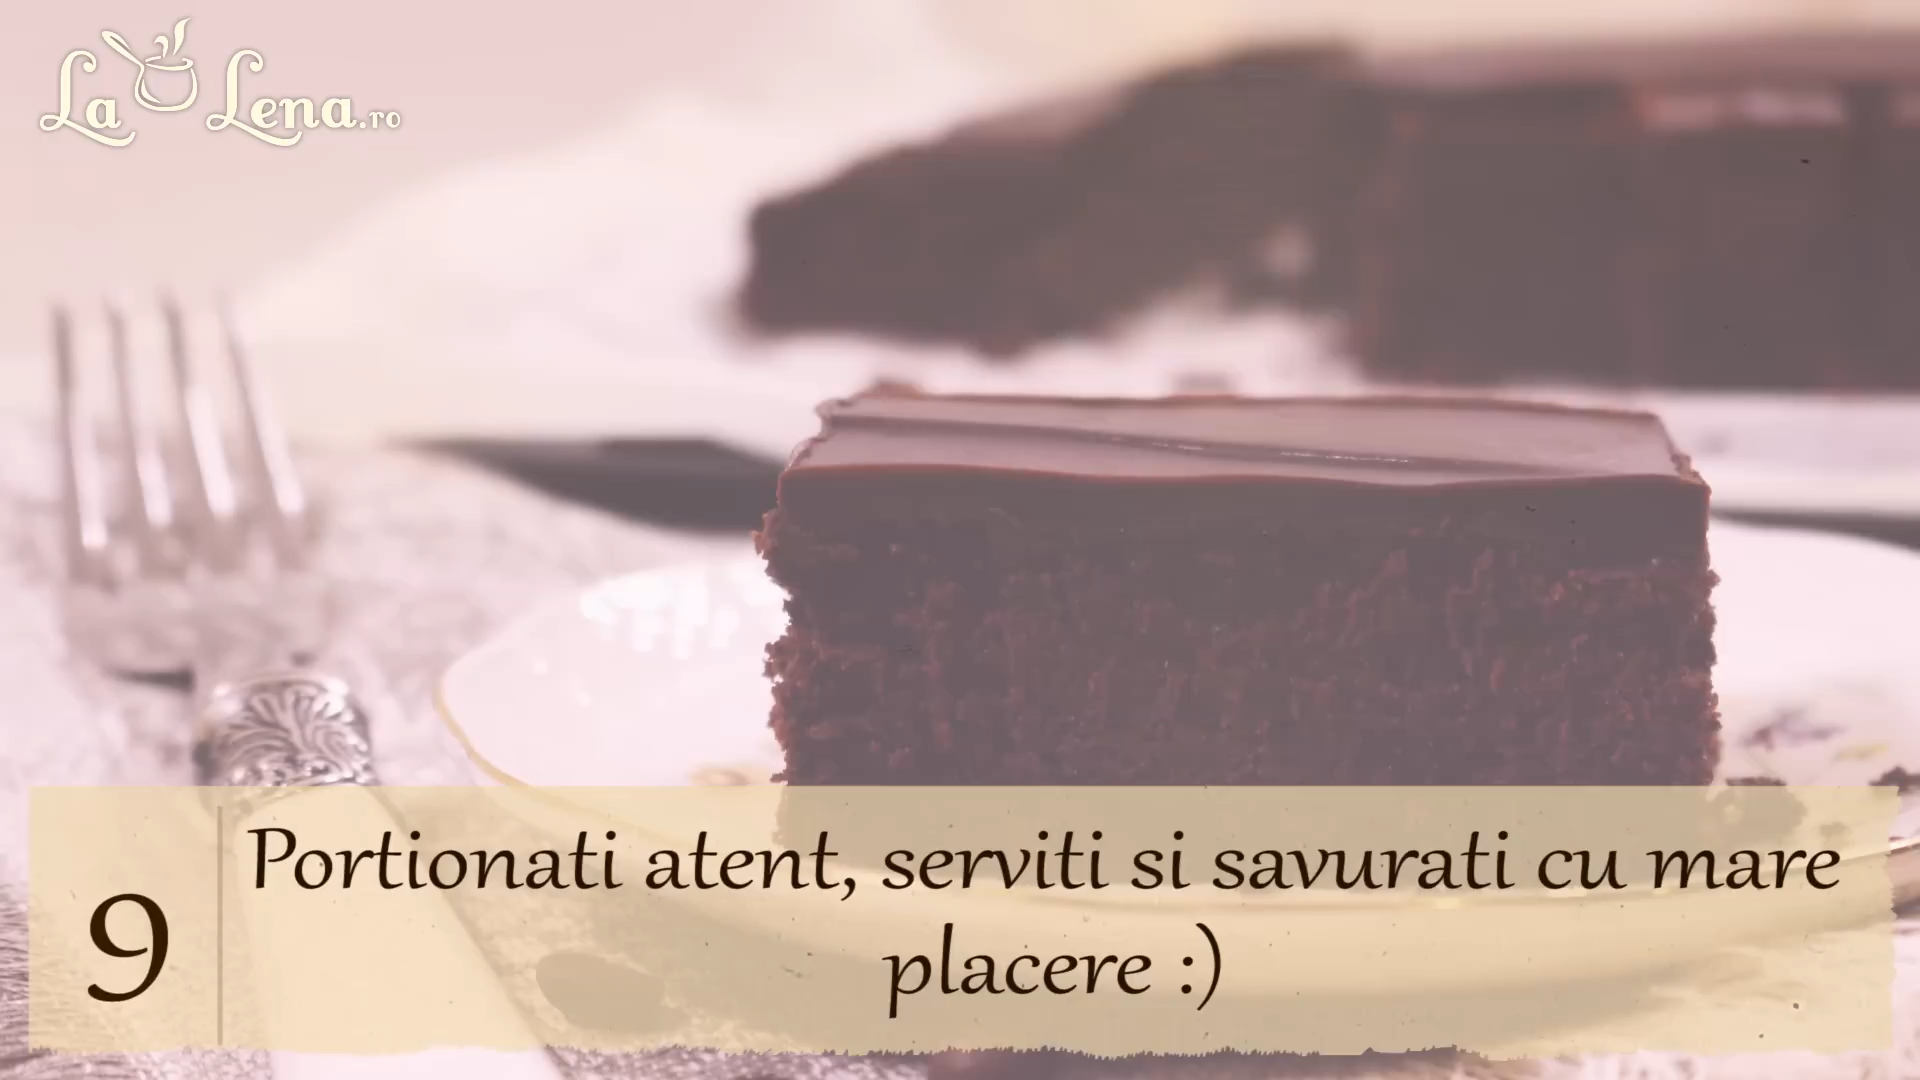 La Lena.ro
9
Portionati atent, serviti si savurati cu mare
placere :)